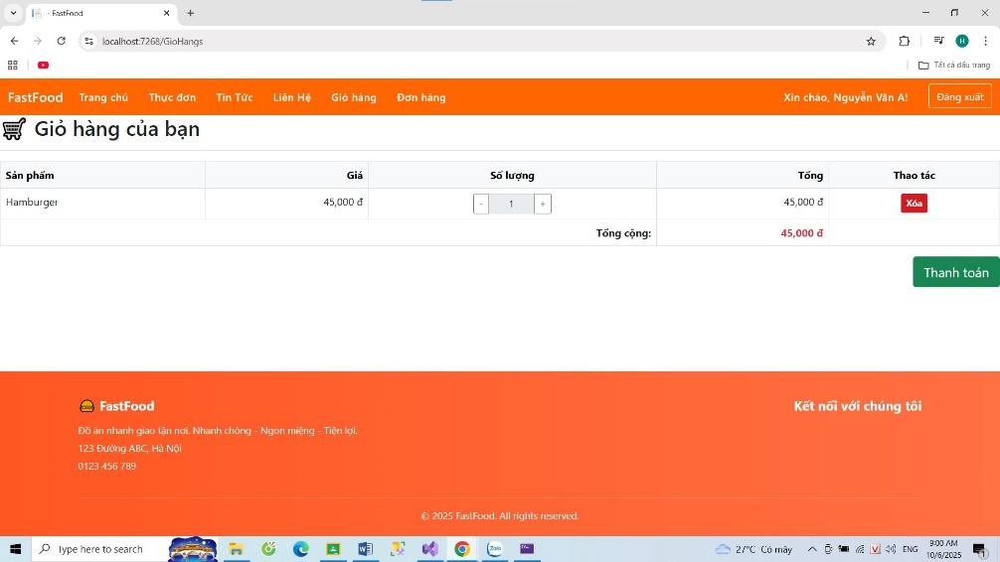 - FastFood
localhost:7268/GioHangs
H
Tất cả dấu trang
FastFood Trang chủ Thực đơn Tin Tức Liên Hệ Giỏ hàng Đơn hàng Xin chào, Nguyễn Văn A! Đăng xuất
Giỏ hàng của bạn
Sản phẩm Giá Số lượng Tổng Thao tác
Hamburger 45,000 đ - 1 + 45,000 đ Xóa
Tổng cộng: 45,000 đ
Thanh toán
FastFood Kết nối với chúng tôi
Đồ ăn nhanh giao tận nơi. Nhanh chóng - Ngon miệng - Tiện lợi.
123 Đường ABC, Hà Nội
0123 456 789
© 2025 FastFood. All rights reserved.
Type here to search Zalo 27°C Có mây V ENG 9:00 AM
10/6/2025 1